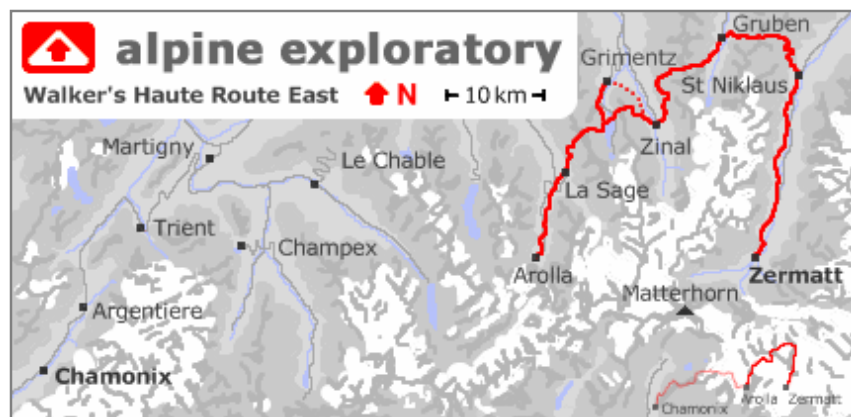 alpine exploratory
Walker's Haute Route East N 10 km
Gruben
Grimentz
St Niklaus
Martigny
Le Chable
Zinal
La Sage
Trient
Champex
Arolla
Zermatt
Matterhorn
Argentiere
Chamonix
Chamonix Arolla Zermatt